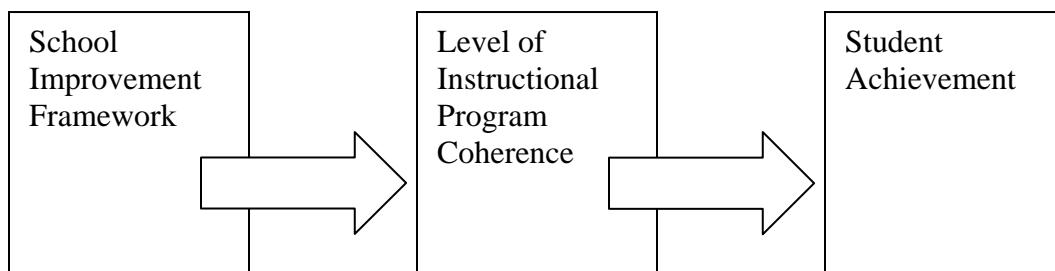 School
Improvement
Framework
Level of
Instructional
Program
Coherence
Student
Achievement